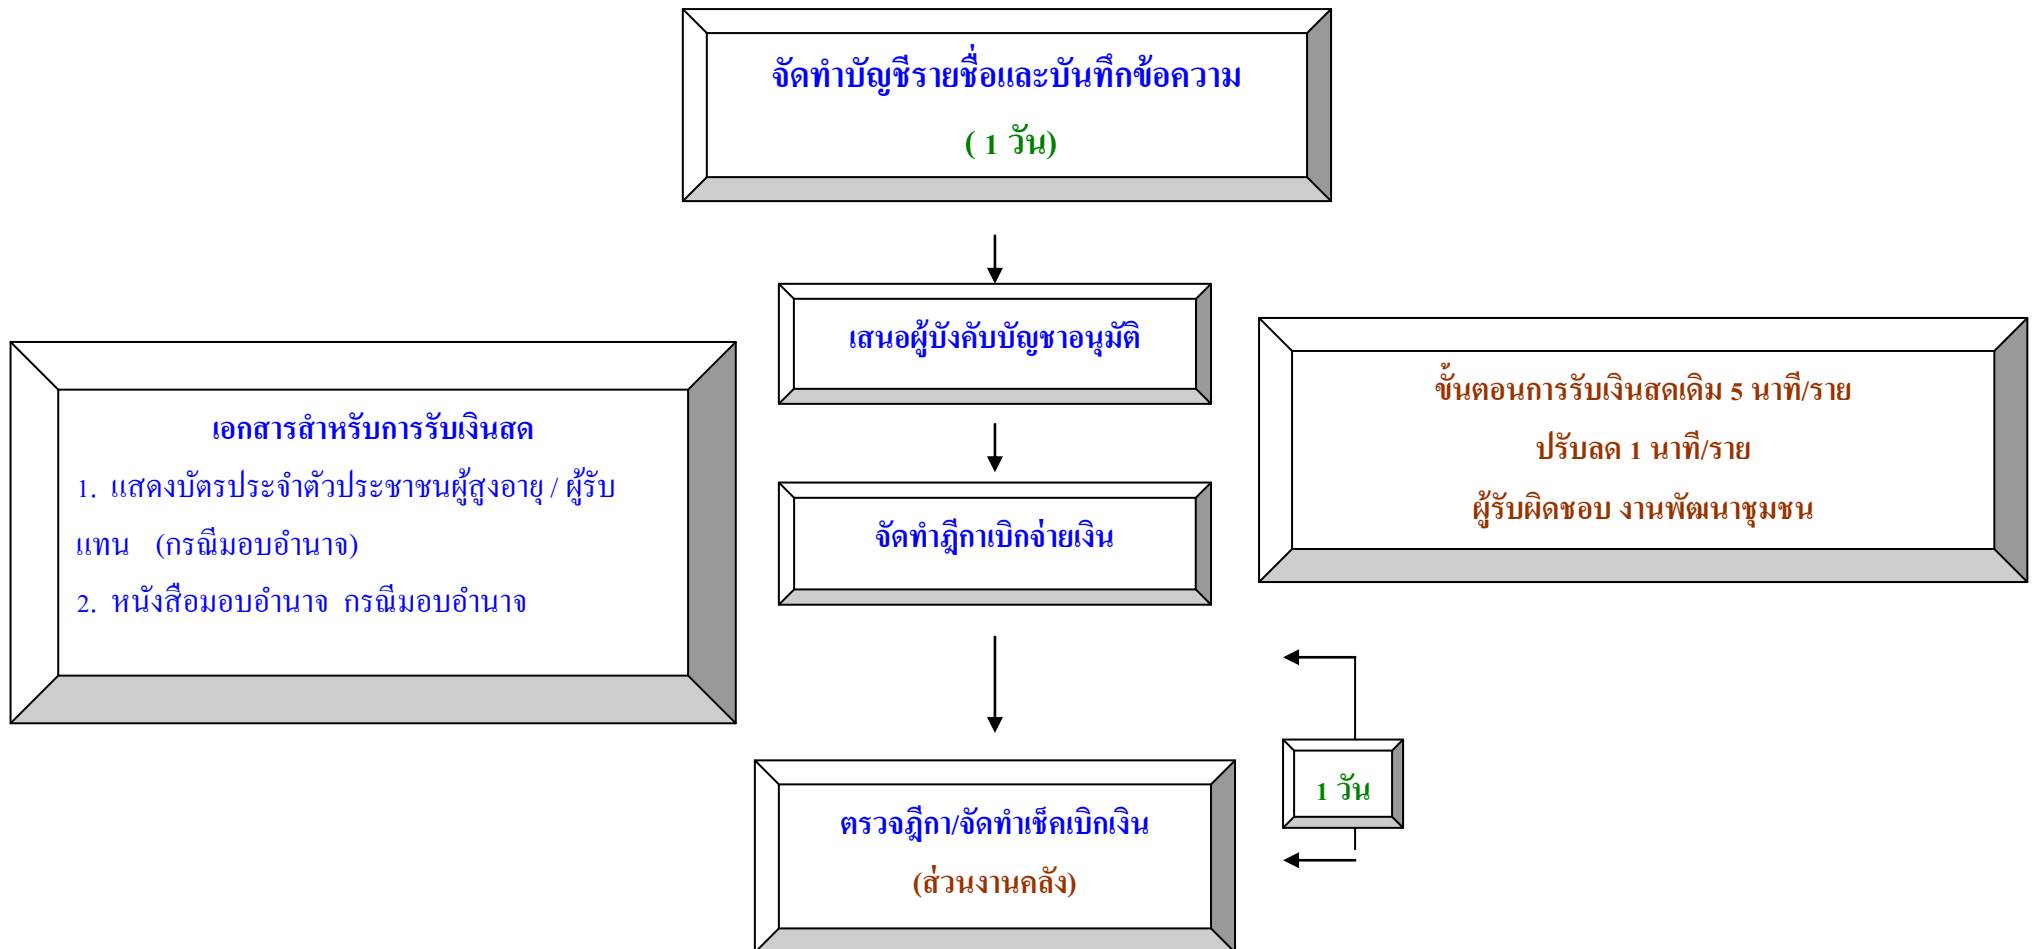 จัดทำบัญชีรายชื่อและบันทึกข้อความ
( 1 วัน)
เสนอผู้บังคับบัญชาอนุมัติ
เอกสารสำหรับการรับเงินสด
1. แสดงบัตรประจำตัวประชาชนผู้สูงอายุ / ผู้รับ
แทน (กรณีมอบอำนาจ)
2. หนังสือมอบอำนาจ กรณีมอบอำนาจ
ขั้นตอนการรับเงินสดเดิม 5 นาที/ราย
ปรับลด 1 นาที/ราย
ผู้รับผิดชอบ งานพัฒนาชุมชน
จัดทำฎีกาเบิกจ่ายเงิน
1 วัน
ตรวจฎีกา/จัดทำเช็คเบิกเงิน
(ส่วนงานคลัง)